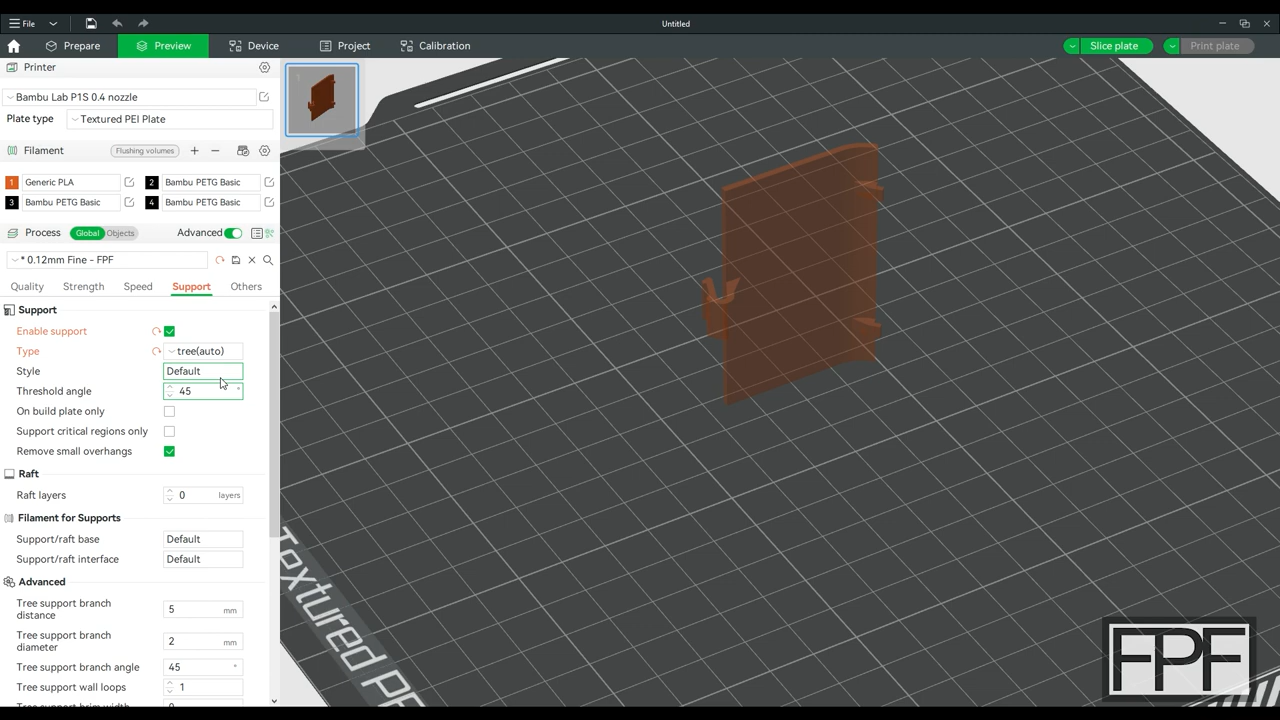 File
Untitled
Prepare
Preview
Device
Project
Calibration
Slice plate
Print plate
Printer
Bambu Lab P1S 0.4 nozzle
Plate type
Textured PEI Plate
Filament
Flushing volumes
1 Generic PLA
2 Bambu PETG Basic
3 Bambu PETG Basic
4 Bambu PETG Basic
Process Global Objects Advanced
* 0.12mm Fine - FPF
Quality Strength Speed Support Others
Support
Enable support
Type tree(auto)
Style Default
Threshold angle 45 °
On build plate only
Support critical regions only
Remove small overhangs
Raft
Raft layers 0 layers
Filament for Supports
Support/raft base Default
Support/raft interface Default
Advanced
Tree support branch
distance 5 mm
Tree support branch
diameter 2 mm
Tree support branch angle 45 °
Tree support wall loops 1
Textured PE
FPF